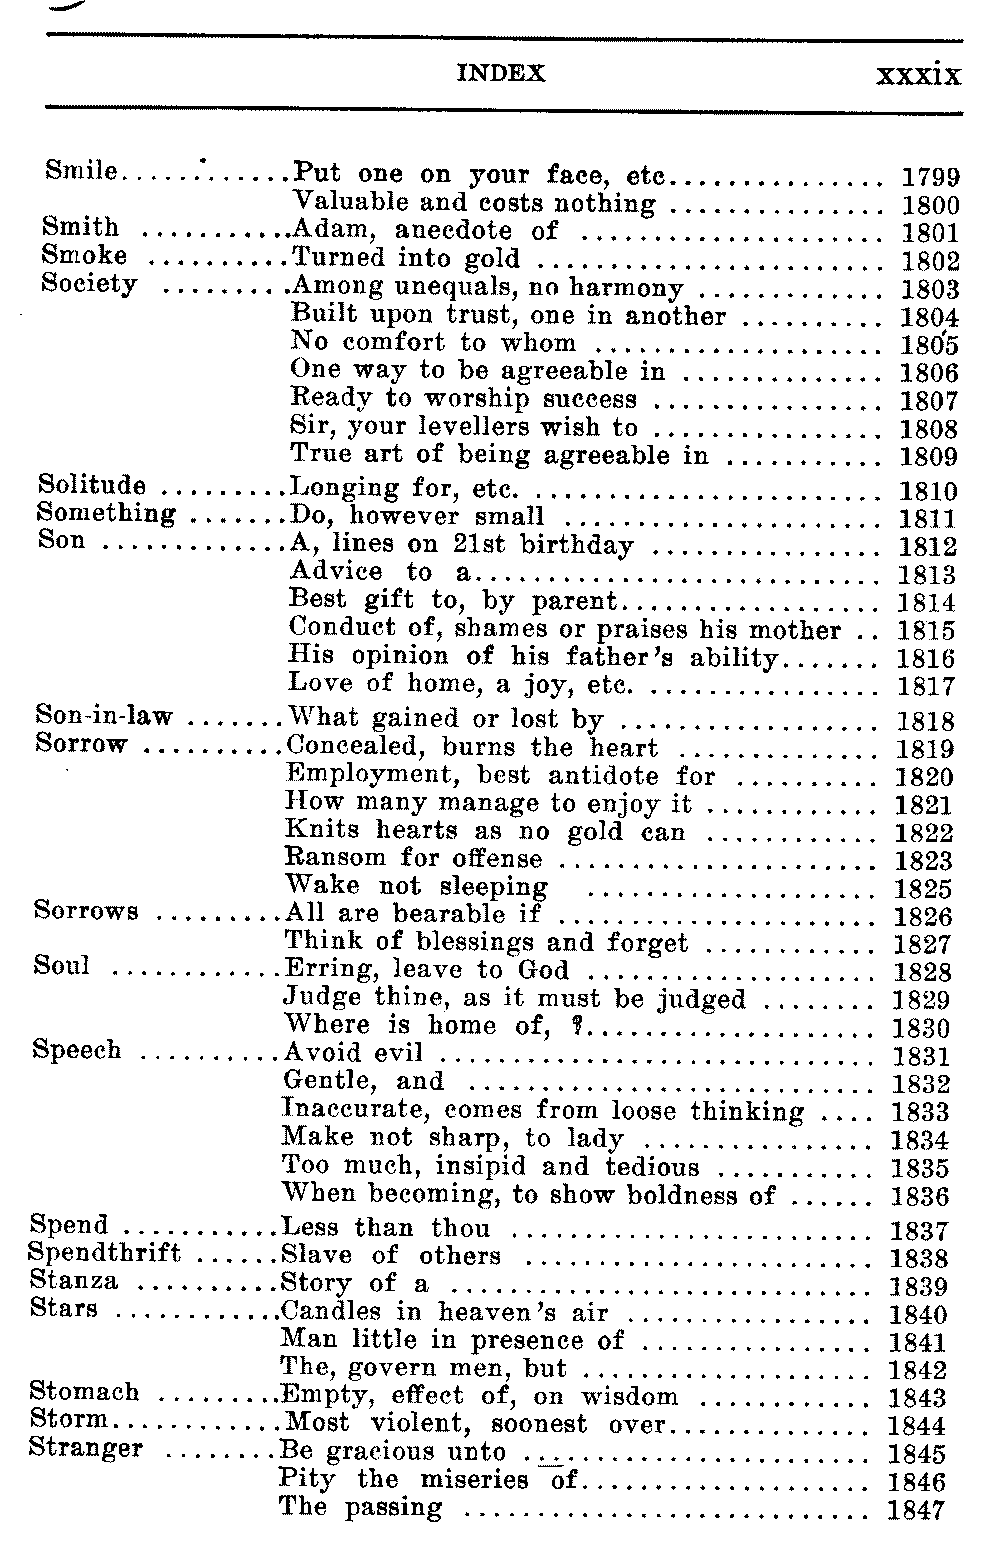 INDEX xxxix
Smile............Put one on your face, etc............... 1799
Valuable and costs nothing ............... 1800
Smith ...........Adam, anecdote of ..................... 1801
Smoke ..........Turned into gold ........................ 1802
Society .........Among unequals, no harmony ............. 1803
Built upon trust, one in another .......... 1804
No comfort to whom .................... 1805
One way to be agreeable in .............. 1806
Ready to worship success ................ 1807
Sir, your levellers wish to ................ 1808
True art of being agreeable in ........... 1809
Solitude .........Longing for, etc. ........................ 1810
Something .......Do, however small ...................... 1811
Son .............A, lines on 21st birthday ................ 1812
Advice to a............................. 1813
Best gift to, by parent.................. 1814
Conduct of, shames or praises his mother .. 1815
His opinion of his father's ability....... 1816
Love of home, a joy, etc. ................ 1817
Son-in-law .......What gained or lost by .................. 1818
Sorrow ..........Concealed, burns the heart .............. 1819
Employment, best antidote for .......... 1820
How many manage to enjoy it ............ 1821
Knits hearts as no gold can ............ 1822
Ransom for offense ...................... 1823
Wake not sleeping .................... 1825
Sorrows .........All are bearable if ...................... 1826
Think of blessings and forget ............ 1827
Soul ............Erring, leave to God .................... 1828
Judge thine, as it must be judged ........ 1829
Where is home of, ?.................... 1830
Speech ..........Avoid evil .............................. 1831
Gentle, and ............................ 1832
Inaccurate, comes from loose thinking .... 1833
Make not sharp, to lady ................ 1834
Too much, insipid and tedious ........... 1835
When becoming, to show boldness of ...... 1836
Spend ...........Less than thou ......................... 1837
Spendthrift ......Slave of others ........................ 1838
Stanza ..........Story of a ............................. 1839
Stars ............Candles in heaven's air ................. 1840
Man little in presence of ................ 1841
The, govern men, but .................... 1842
Stomach .........Empty, effect of, on wisdom ............ 1843
Storm............Most violent, soonest over.............. 1844
Stranger ........Be gracious unto ........................ 1845
Pity the miseries of.................... 1846
The passing ............................ 1847